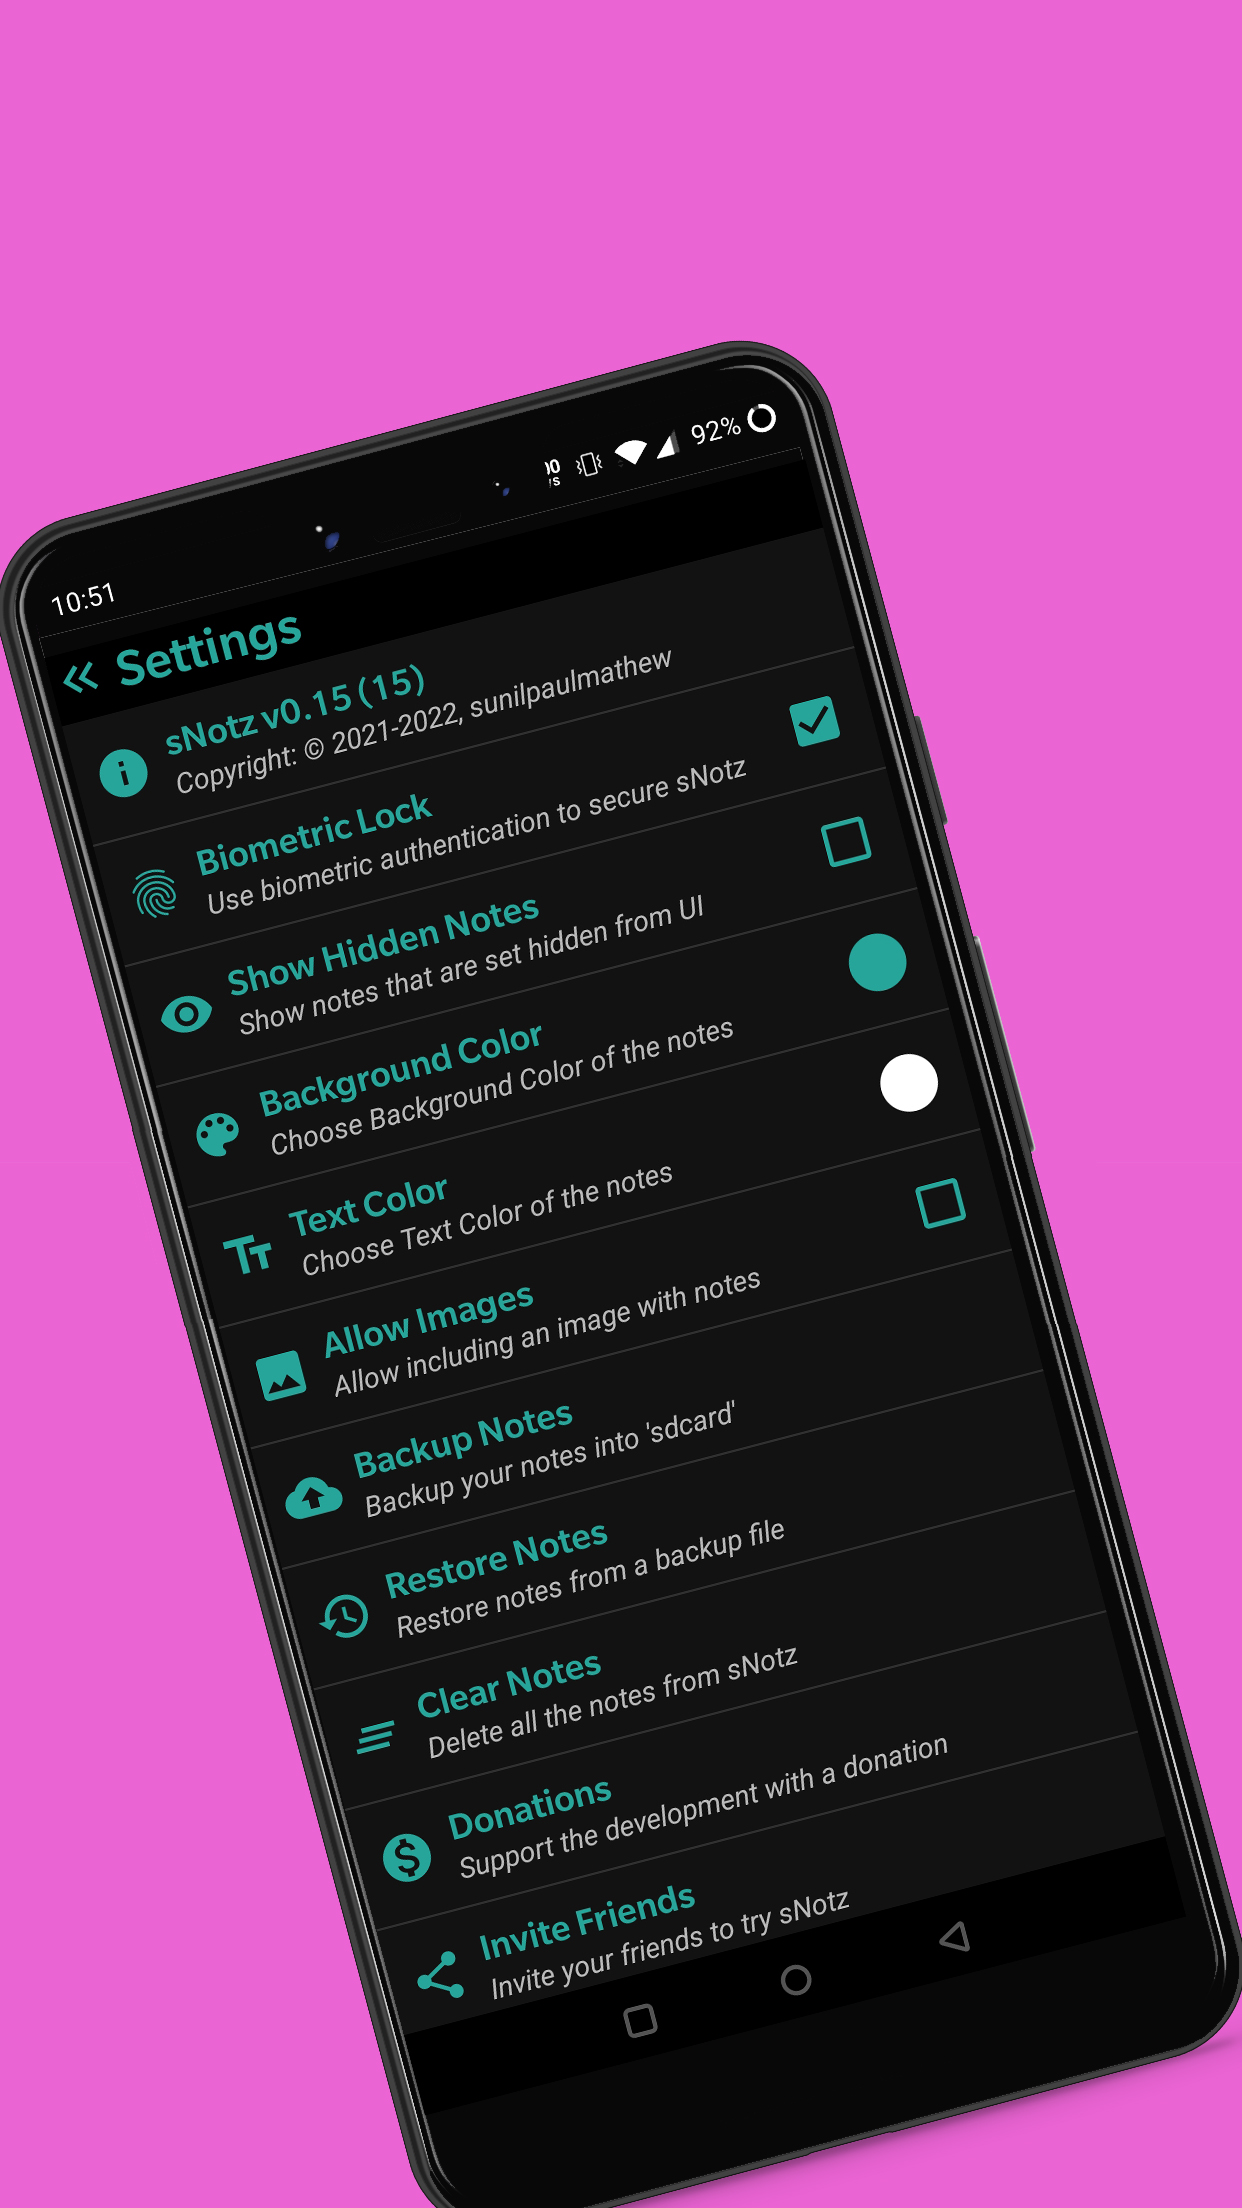 10:51
92%
Settings
sNotz v0.15 (15)
Copyright: © 2021-2022, sunilpaulmathew
Biometric Lock
Use biometric authentication to secure sNotz
Show Hidden Notes
Show notes that are set hidden from UI
Background Color
Choose Background Color of the notes
Text Color
Choose Text Color of the notes
Allow Images
Allow including an image with notes
Backup Notes
Backup your notes into 'sdcard'
Restore Notes
Restore notes from a backup file
Clear Notes
Delete all the notes from sNotz
Donations
Support the development with a donation
Invite Friends
Invite your friends to try sNotz